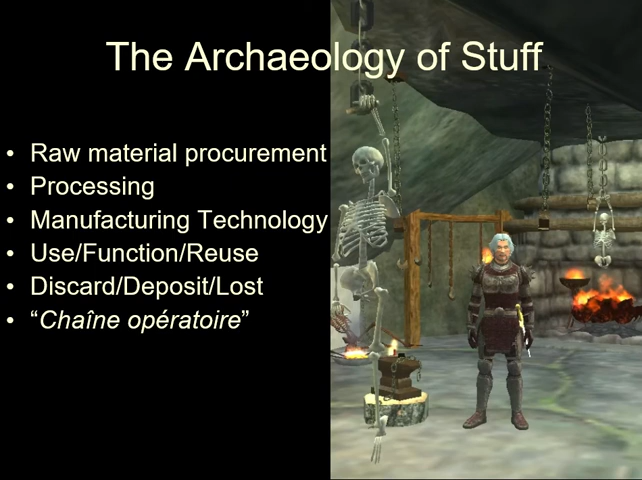 The Archaeology of Stuff
• Raw material procurement
• Processing
• Manufacturing Technology
• Use/Function/Reuse
• Discard/Deposit/Lost
• “Chaîne opératoire”